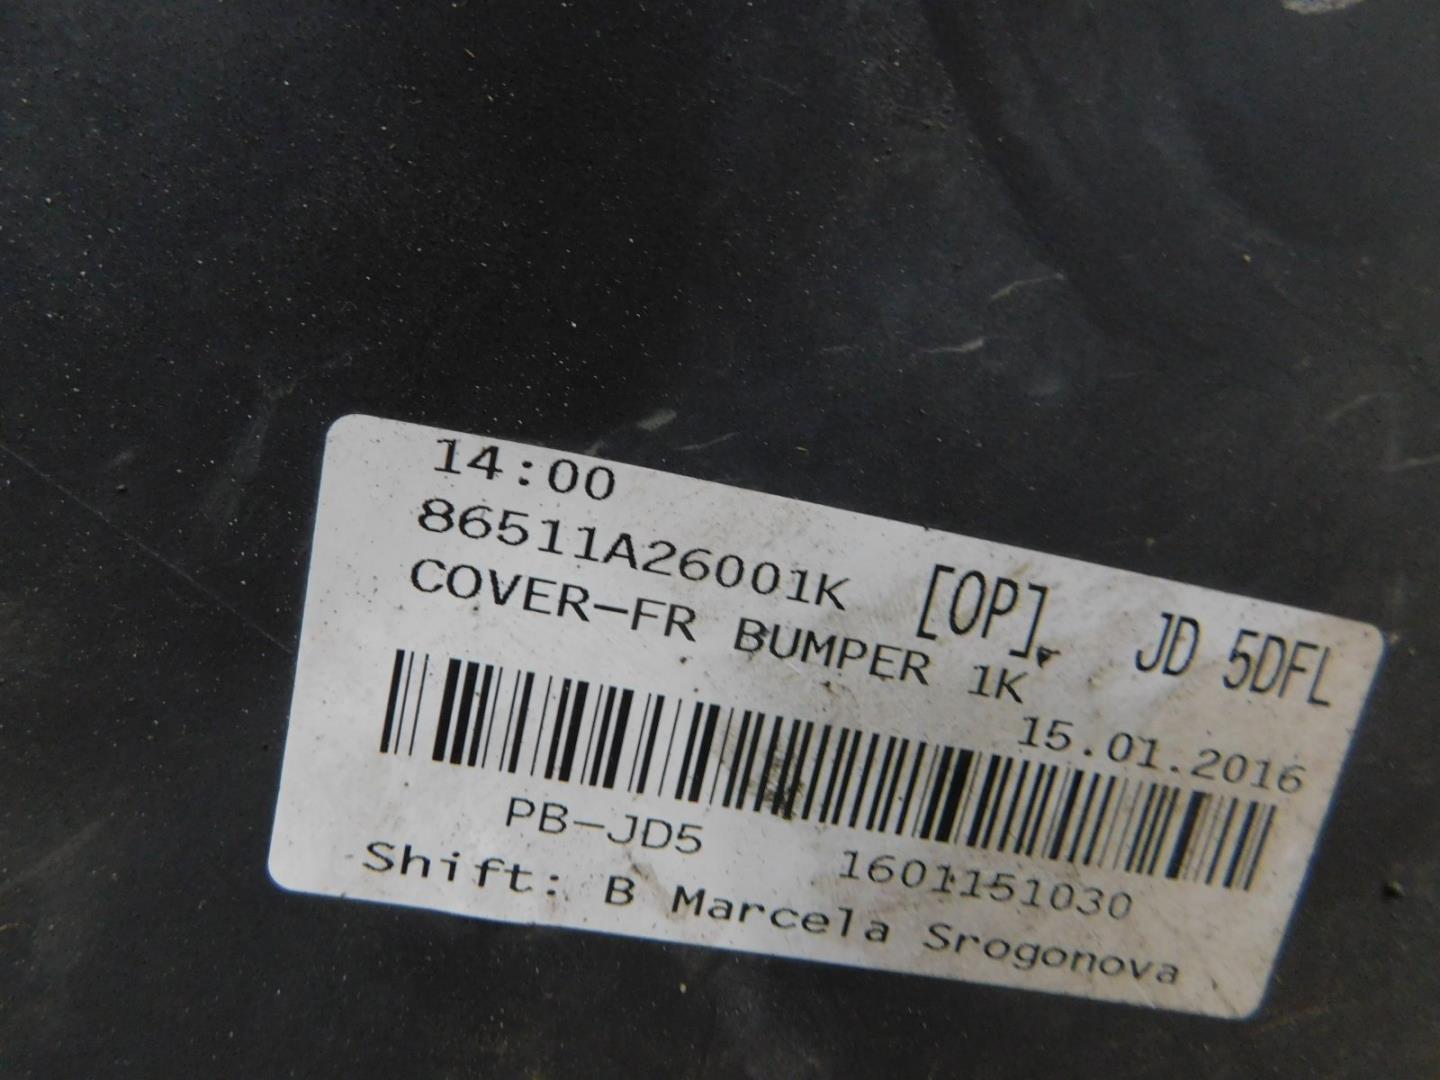 14:00
86511A26001K [OP] JD 5DFL
COVER-FR BUMPER 1K
15.01.2016
PB-JD5 1601151030
Shift: B Marcela Srogonova